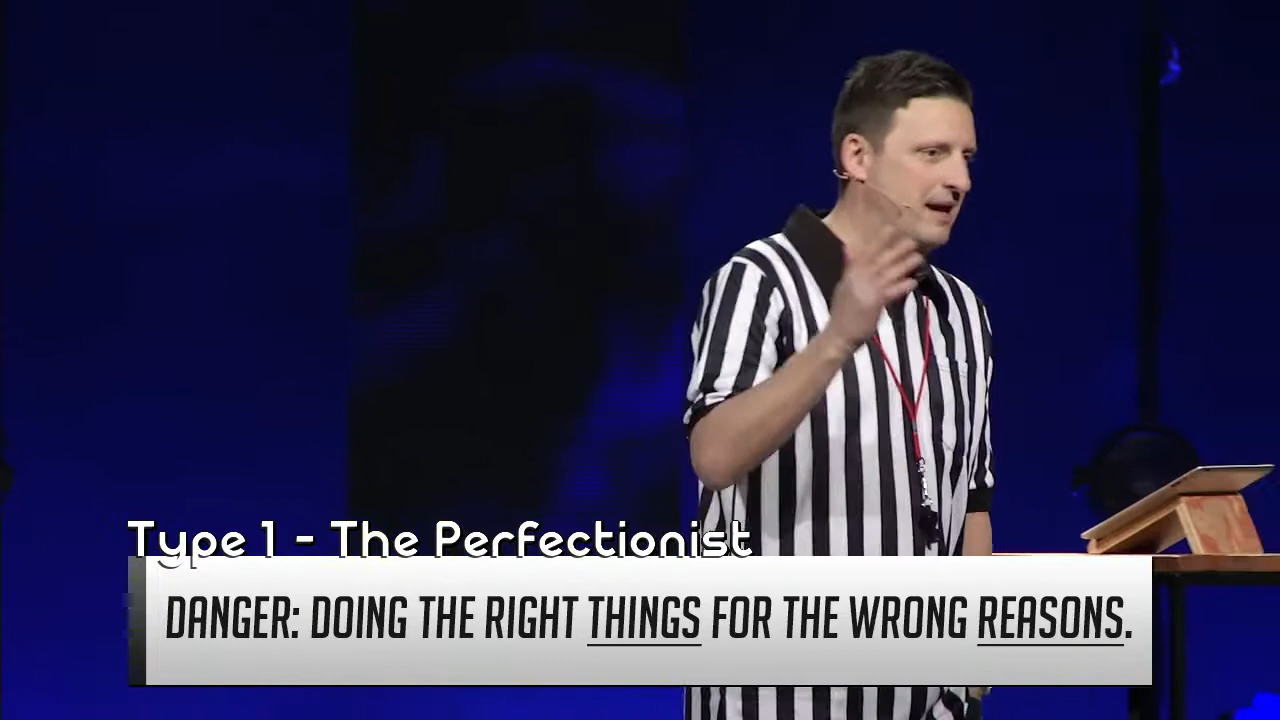 Type 1 - The Perfectionist
DANGER: DOING THE RIGHT THINGS FOR THE WRONG REASONS.